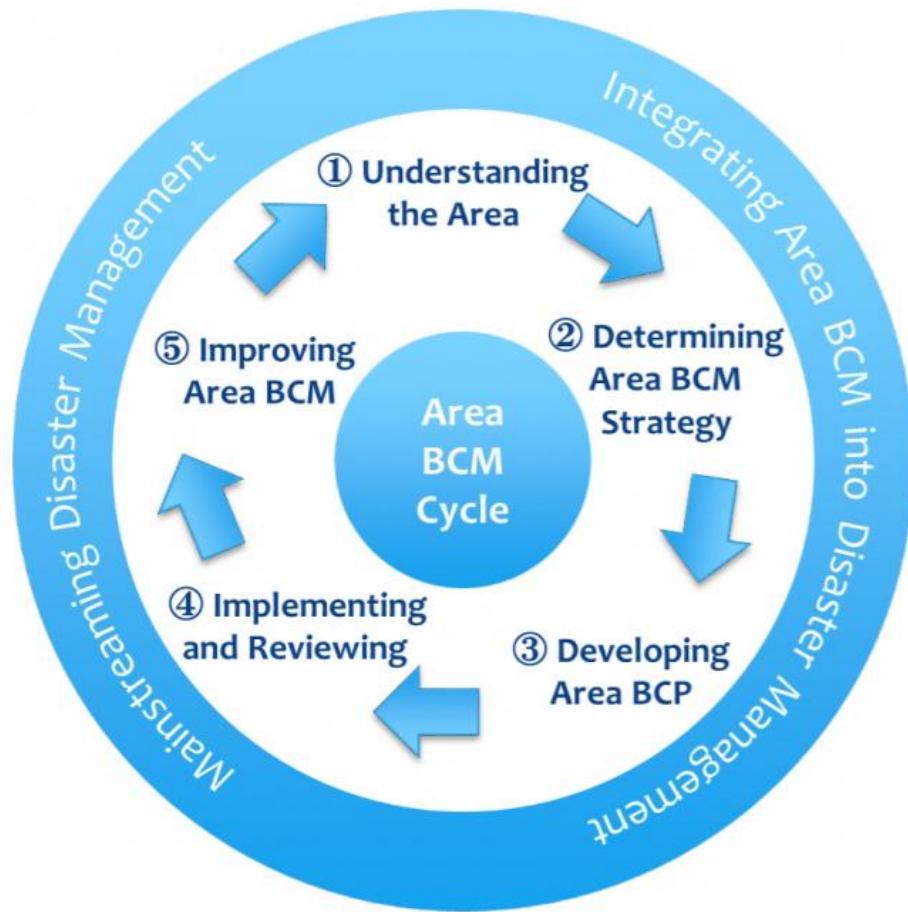 Mainstreaming Disaster Management
Integrating Area BCM into Disaster Management
① Understanding
the Area
② Determining
Area BCM
Strategy
③ Developing
Area BCP
④ Implementing
and Reviewing
⑤ Improving
Area BCM
Area
BCM
Cycle